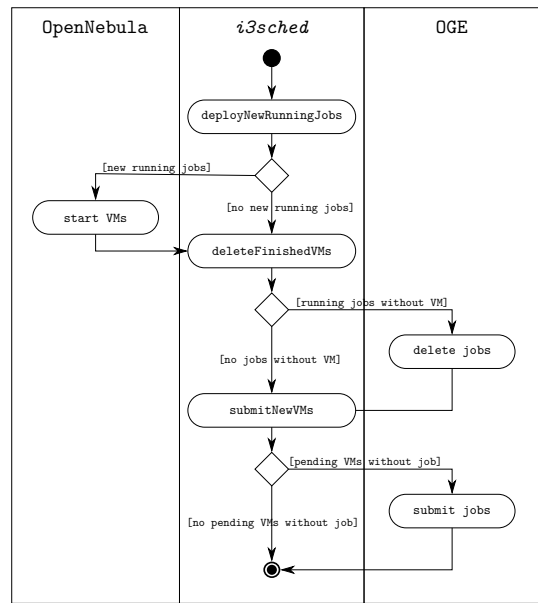 OpenNebula
i3sched
OGE
deployNewRunningJobs
[new running jobs]
start VMs
[no new running jobs]
deleteFinishedVMs
[running jobs without VM]
delete jobs
[no jobs without VM]
submitNewVMs
[pending VMs without job]
submit jobs
[no pending VMs without job]